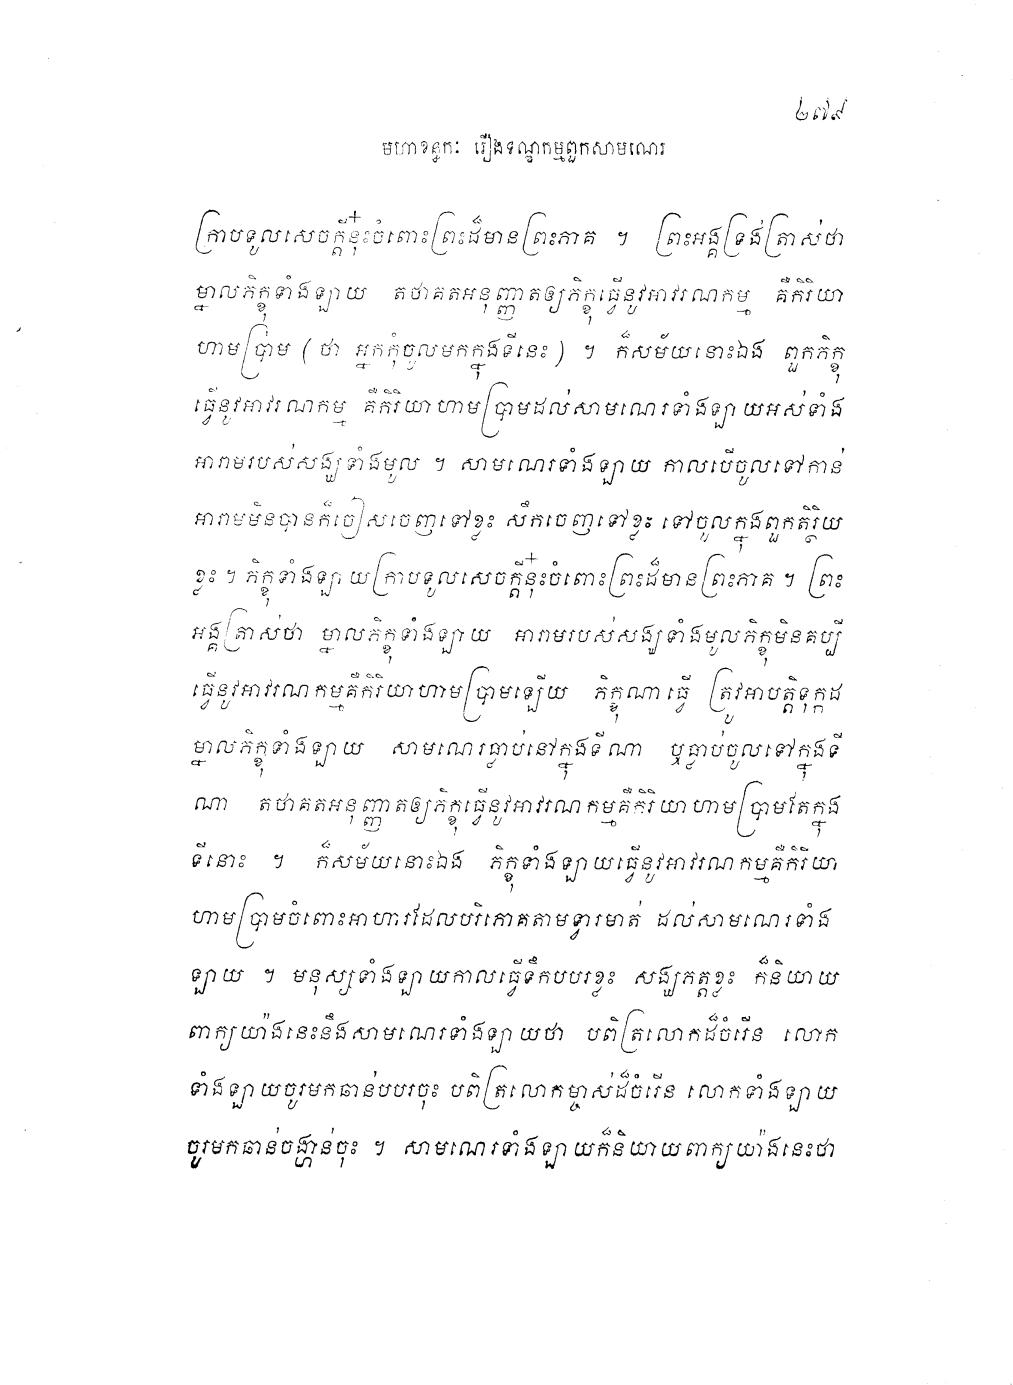 ២៧៩
មហាខន្ធកៈ រឿងទណ្ឌកម្មពួកសាមណេរ
ក្រាបទូលសេចក្តីនុ៎ះចំពោះព្រះដ៏មានព្រះភាគ ។ ព្រះអង្គទ្រង់ត្រាស់ថា
ម្នាលភិក្ខុទាំងឡាយ តថាគតអនុញ្ញាតឲ្យភិក្ខុធ្វើនូវអាវរណកម្ម គឺកិរិយា
ហាមប្រាម (ថា អ្នកកុំចូលមកក្នុងទីនេះ) ។ ក៏សម័យនោះឯង ពួកភិក្ខុ
ធ្វើនូវអាវរណកម្ម គឺកិរិយាហាមប្រាមដល់សាមណេរទាំងឡាយអស់ទាំង
អារាមរបស់សង្ឃទាំងមូល ។ សាមណេរទាំងឡាយ កាលបើចូលទៅកាន់
អារាមមិនបានក៏ចៀសចេញទៅខ្លះ សឹកចេញទៅខ្លះ ទៅចូលក្នុងពួកតិរ្ថិយ
ខ្លះ ។ ភិក្ខុទាំងឡាយក្រាបទូលសេចក្តីនុ៎ះចំពោះព្រះដ៏មានព្រះភាគ ។ ព្រះ
អង្គត្រាស់ថា ម្នាលភិក្ខុទាំងឡាយ អារាមរបស់សង្ឃទាំងមូលភិក្ខុមិនគប្បី
ធ្វើនូវអាវរណកម្មគឺកិរិយាហាមប្រាមឡើយ ភិក្ខុណាធ្វើ ត្រូវអាបត្តិទុក្កដ
ម្នាលភិក្ខុទាំងឡាយ សាមណេរធ្លាប់នៅក្នុងទីណា ឬធ្លាប់ចូលទៅក្នុងទី
ណា តថាគតអនុញ្ញាតឲ្យភិក្ខុធ្វើនូវអាវរណកម្មគឺកិរិយាហាមប្រាមតែក្នុង
ទីនោះ ។ ក៏សម័យនោះឯង ភិក្ខុទាំងឡាយធ្វើនូវអាវរណកម្មគឺកិរិយា
ហាមប្រាមចំពោះអាហារដែលបរិភោគតាមទ្វារមាត់ ដល់សាមណេរទាំង
ឡាយ ។ មនុស្សទាំងឡាយកាលធ្វើទឹកបបរខ្លះ សង្ឃភត្តខ្លះ ក៏និយាយ
ពាក្យយ៉ាងនេះនឹងសាមណេរទាំងឡាយថា បពិត្រលោកដ៏ចំរើន លោក
ទាំងឡាយចូរមកឆាន់បបរចុះ បពិត្រលោកម្ចាស់ដ៏ចំរើន លោកទាំងឡាយ
ចូរមកឆាន់ចង្ហាន់ចុះ ។ សាមណេរទាំងឡាយក៏និយាយពាក្យយ៉ាងនេះថា